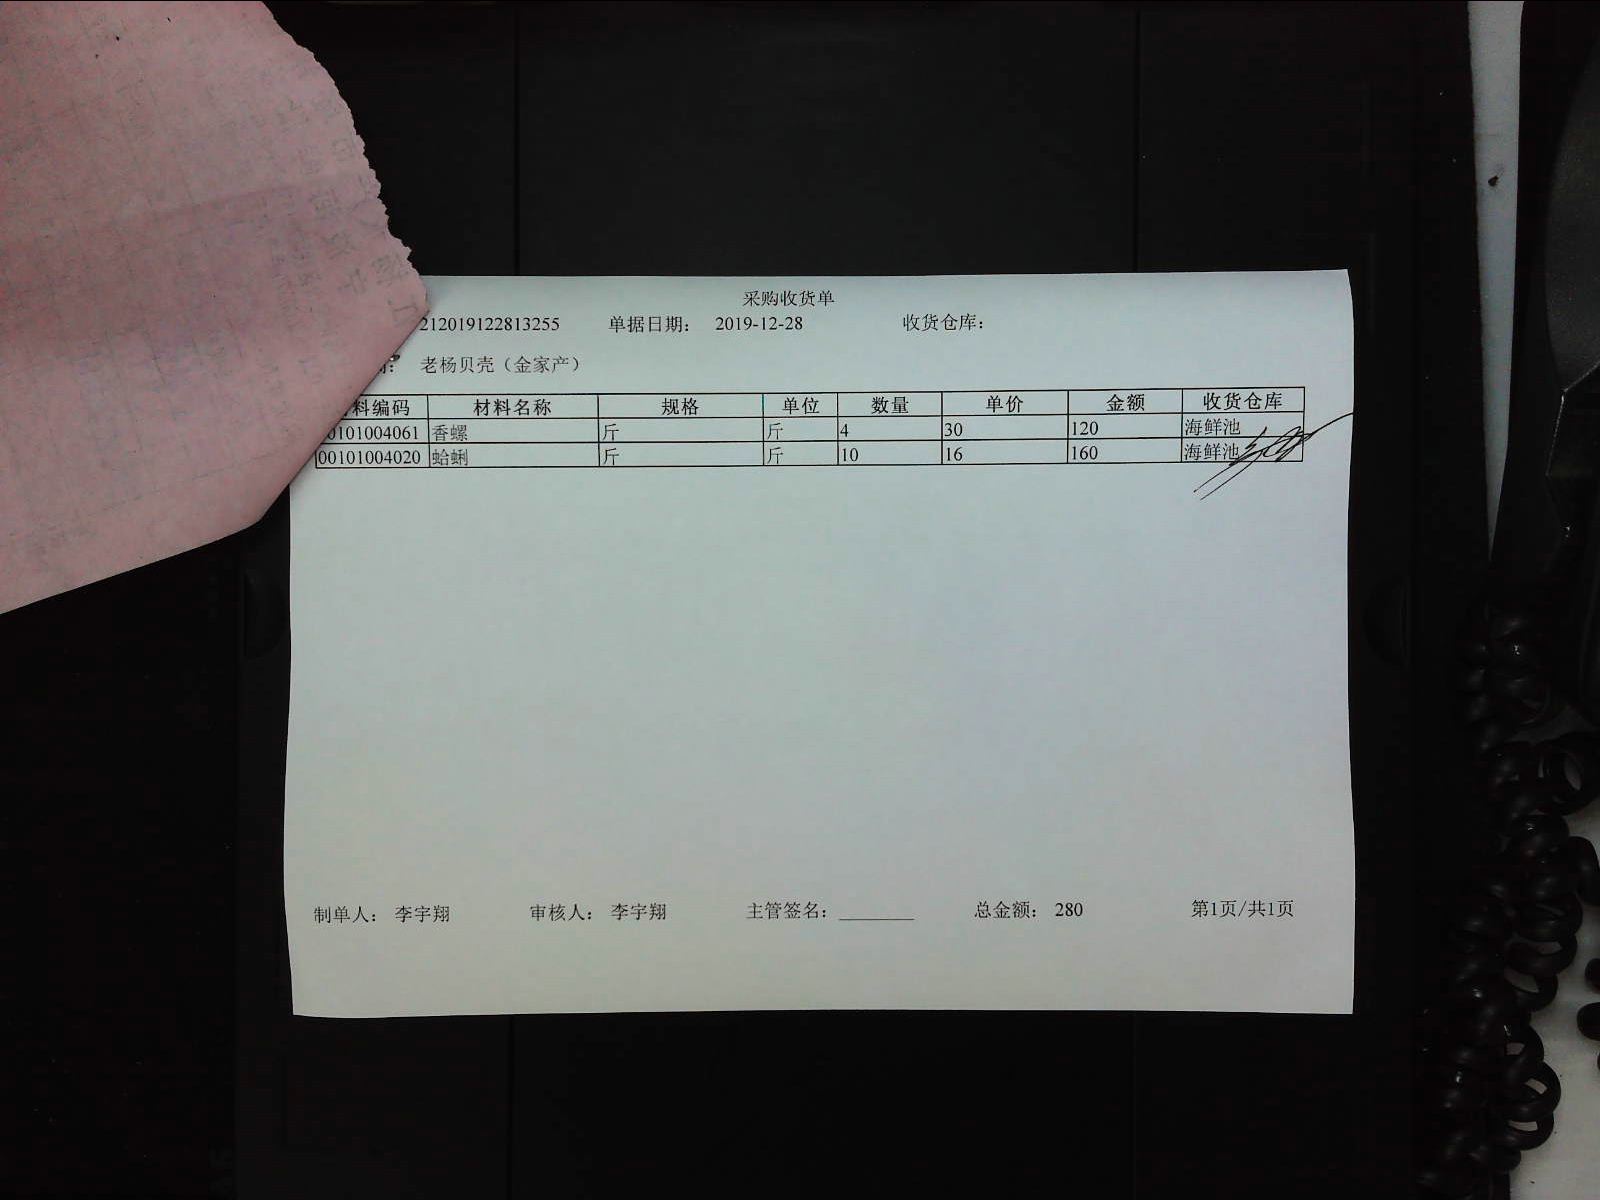 采购收货单
212019122813255 单据日期： 2019-12-28 收货仓库：
老杨贝壳（金家产）
料编码 材料名称 规格 单位 数量 单价 金额 收货仓库
0101004061 香螺 斤 斤 4 30 120 海鲜池
00101004020 蛤蜊 斤 斤 10 16 160 海鲜池
制单人： 李宇翔 审核人： 李宇翔 主管签名：________ 总金额： 280 第1页/共1页